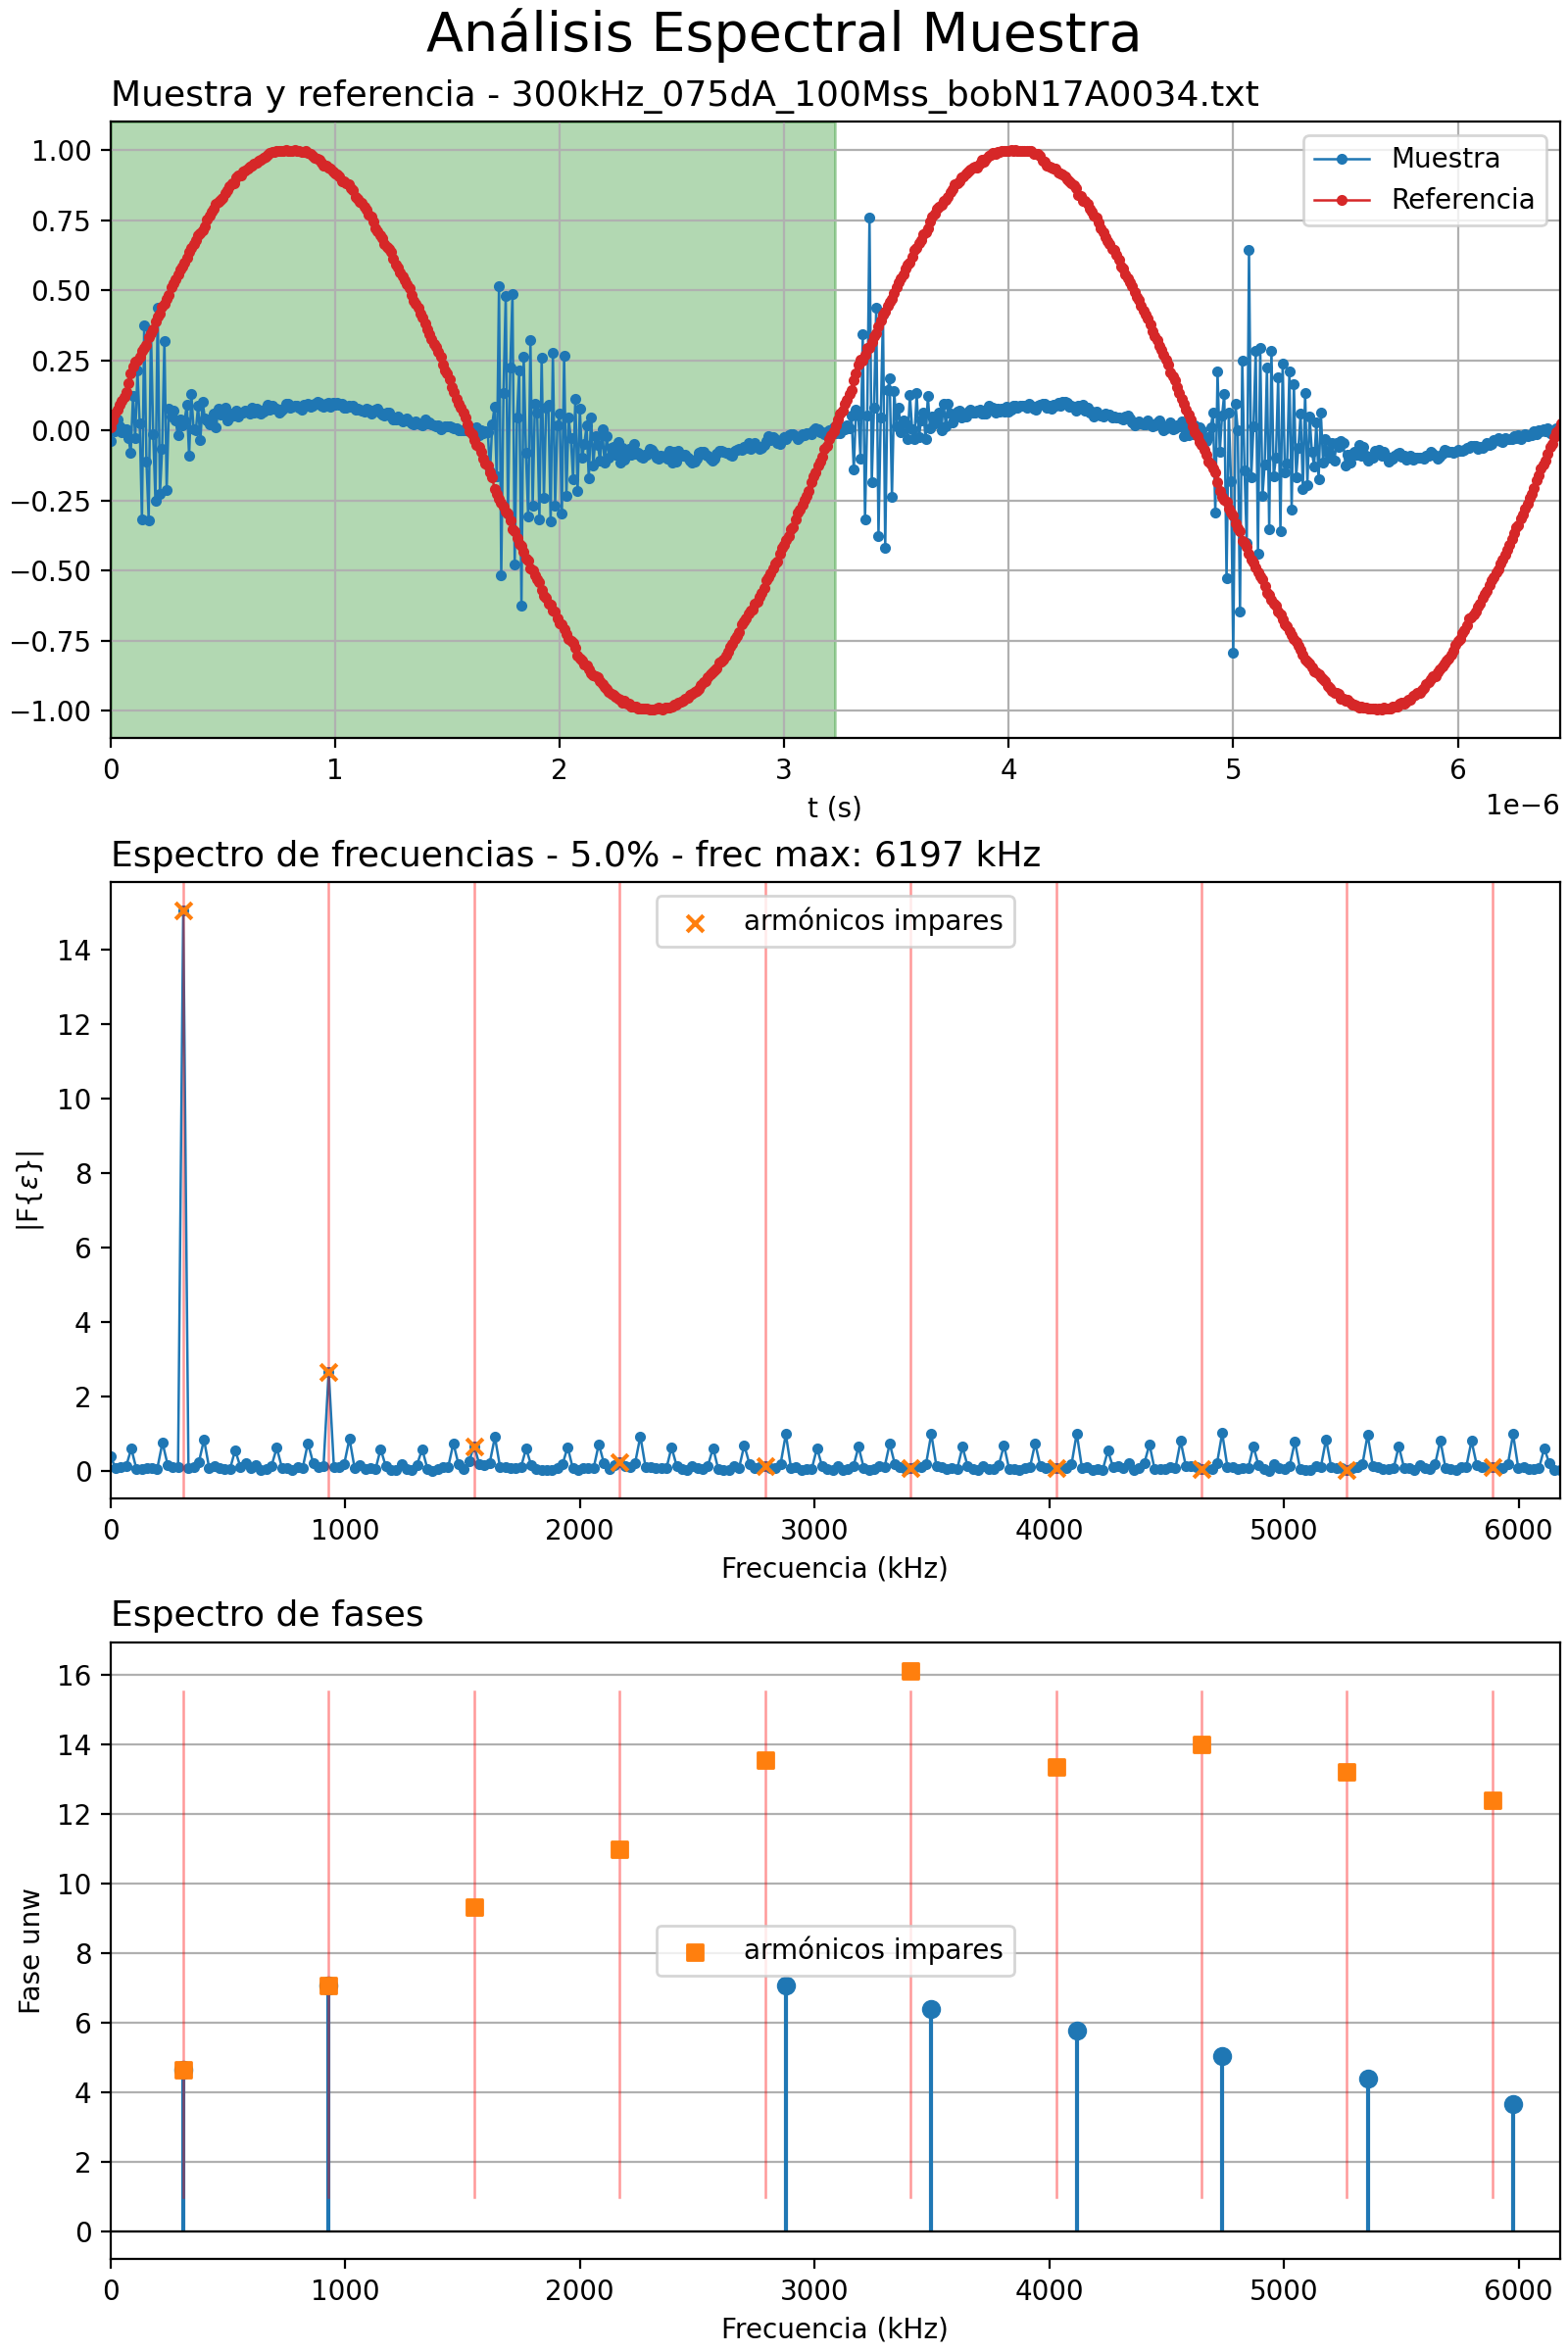 Análisis Espectral Muestra
Muestra y referencia - 300kHz_075dA_100Mss_bobN17A0034.txt
1.00
0.75
0.50
0.25
0.00
−0.25
−0.50
−0.75
−1.00
Muestra
Referencia
0 1 2 3 4 5 6
1e−6
t (s)
Espectro de frecuencias - 5.0% - frec max: 6197 kHz
armónicos impares
14
12
10
8
6
4
2
0
|F{ε}|
0 1000 2000 3000 4000 5000 6000
Frecuencia (kHz)
Espectro de fases
16
14
12
10
8
6
4
2
0
Fase unw
armónicos impares
0 1000 2000 3000 4000 5000 6000
Frecuencia (kHz)